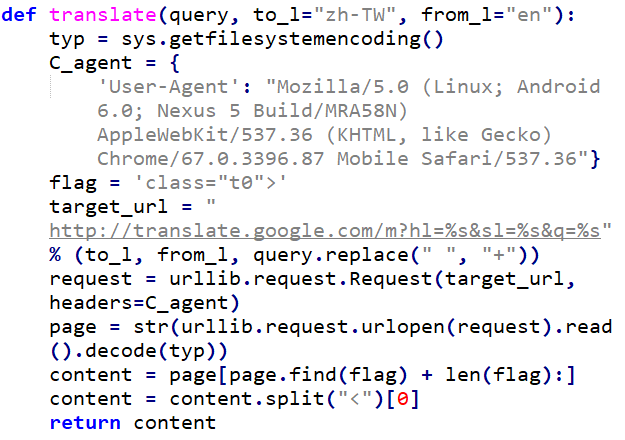 def translate(query, to_l="zh-TW", from_l="en"):
    typ = sys.getfilesystemencoding()
    C_agent = {
        'User-Agent': "Mozilla/5.0 (Linux; Android
        6.0; Nexus 5 Build/MRA58N)
        AppleWebKit/537.36 (KHTML, like Gecko)
        Chrome/67.0.3396.87 Mobile Safari/537.36"}
    flag = 'class="t0">'
    target_url = "
    http://translate.google.com/m?hl=%s&sl=%s&q=%s"
    % (to_l, from_l, query.replace(" ", "+"))
    request = urllib.request.Request(target_url,
    headers=C_agent)
    page = str(urllib.request.urlopen(request).read
    ().decode(typ))
    content = page[page.find(flag) + len(flag):]
    content = content.split("<")[0]
    return content